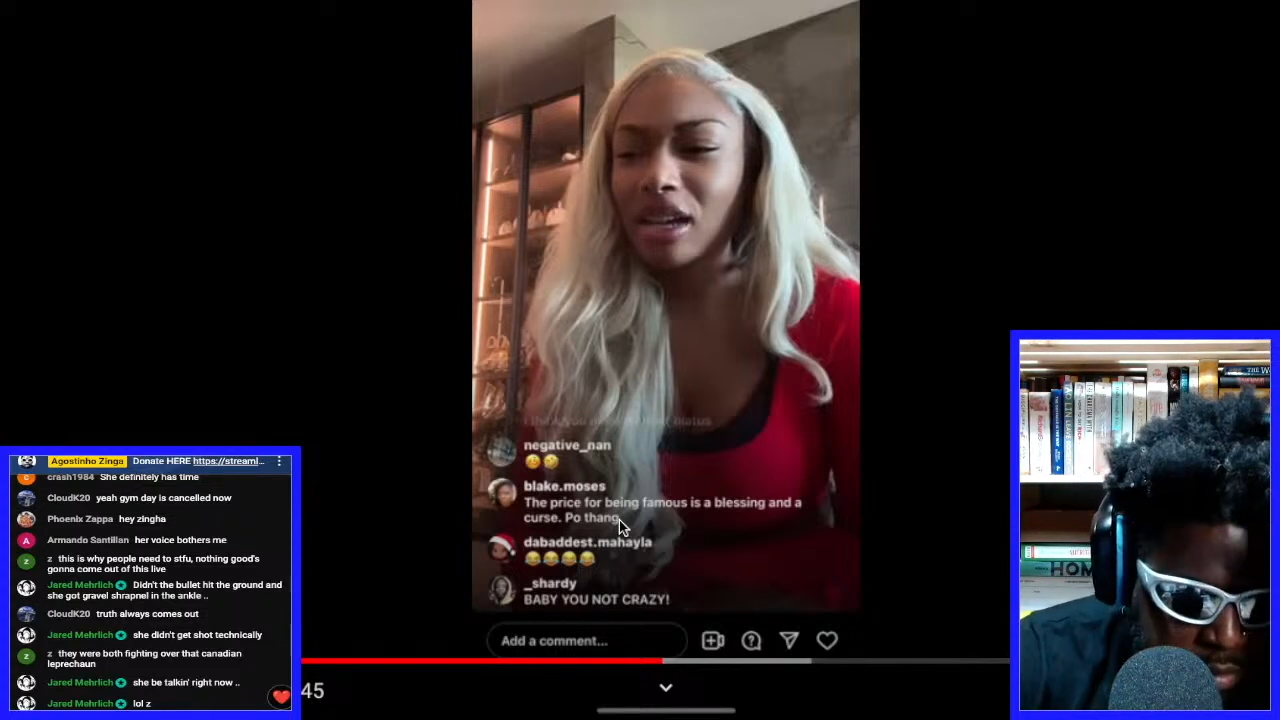 negative_nan
blake.moses
The price for being famous is a blessing and a
curse. Po thang
dabaddest.mahayla
_shardy
BABY YOU NOT CRAZY!
Add a comment...
45
Agostinho Zinga Donate HERE https://streaml...
crash1984 She definitely has time
CloudK20 yeah gym day is cancelled now
Phoenix Zappa hey zingha
Armando Santillan her voice bothers me
z this is why people need to stfu, nothing good's
gonna come out of this live
Jared Mehrlich Didn't the bullet hit the ground and
she got gravel shrapnel in the ankle ..
CloudK20 truth always comes out
Jared Mehrlich she didn't get shot technically
z they were both fighting over that canadian
leprechaun
Jared Mehrlich she be talkin' right now ..
Jared Mehrlich lol z